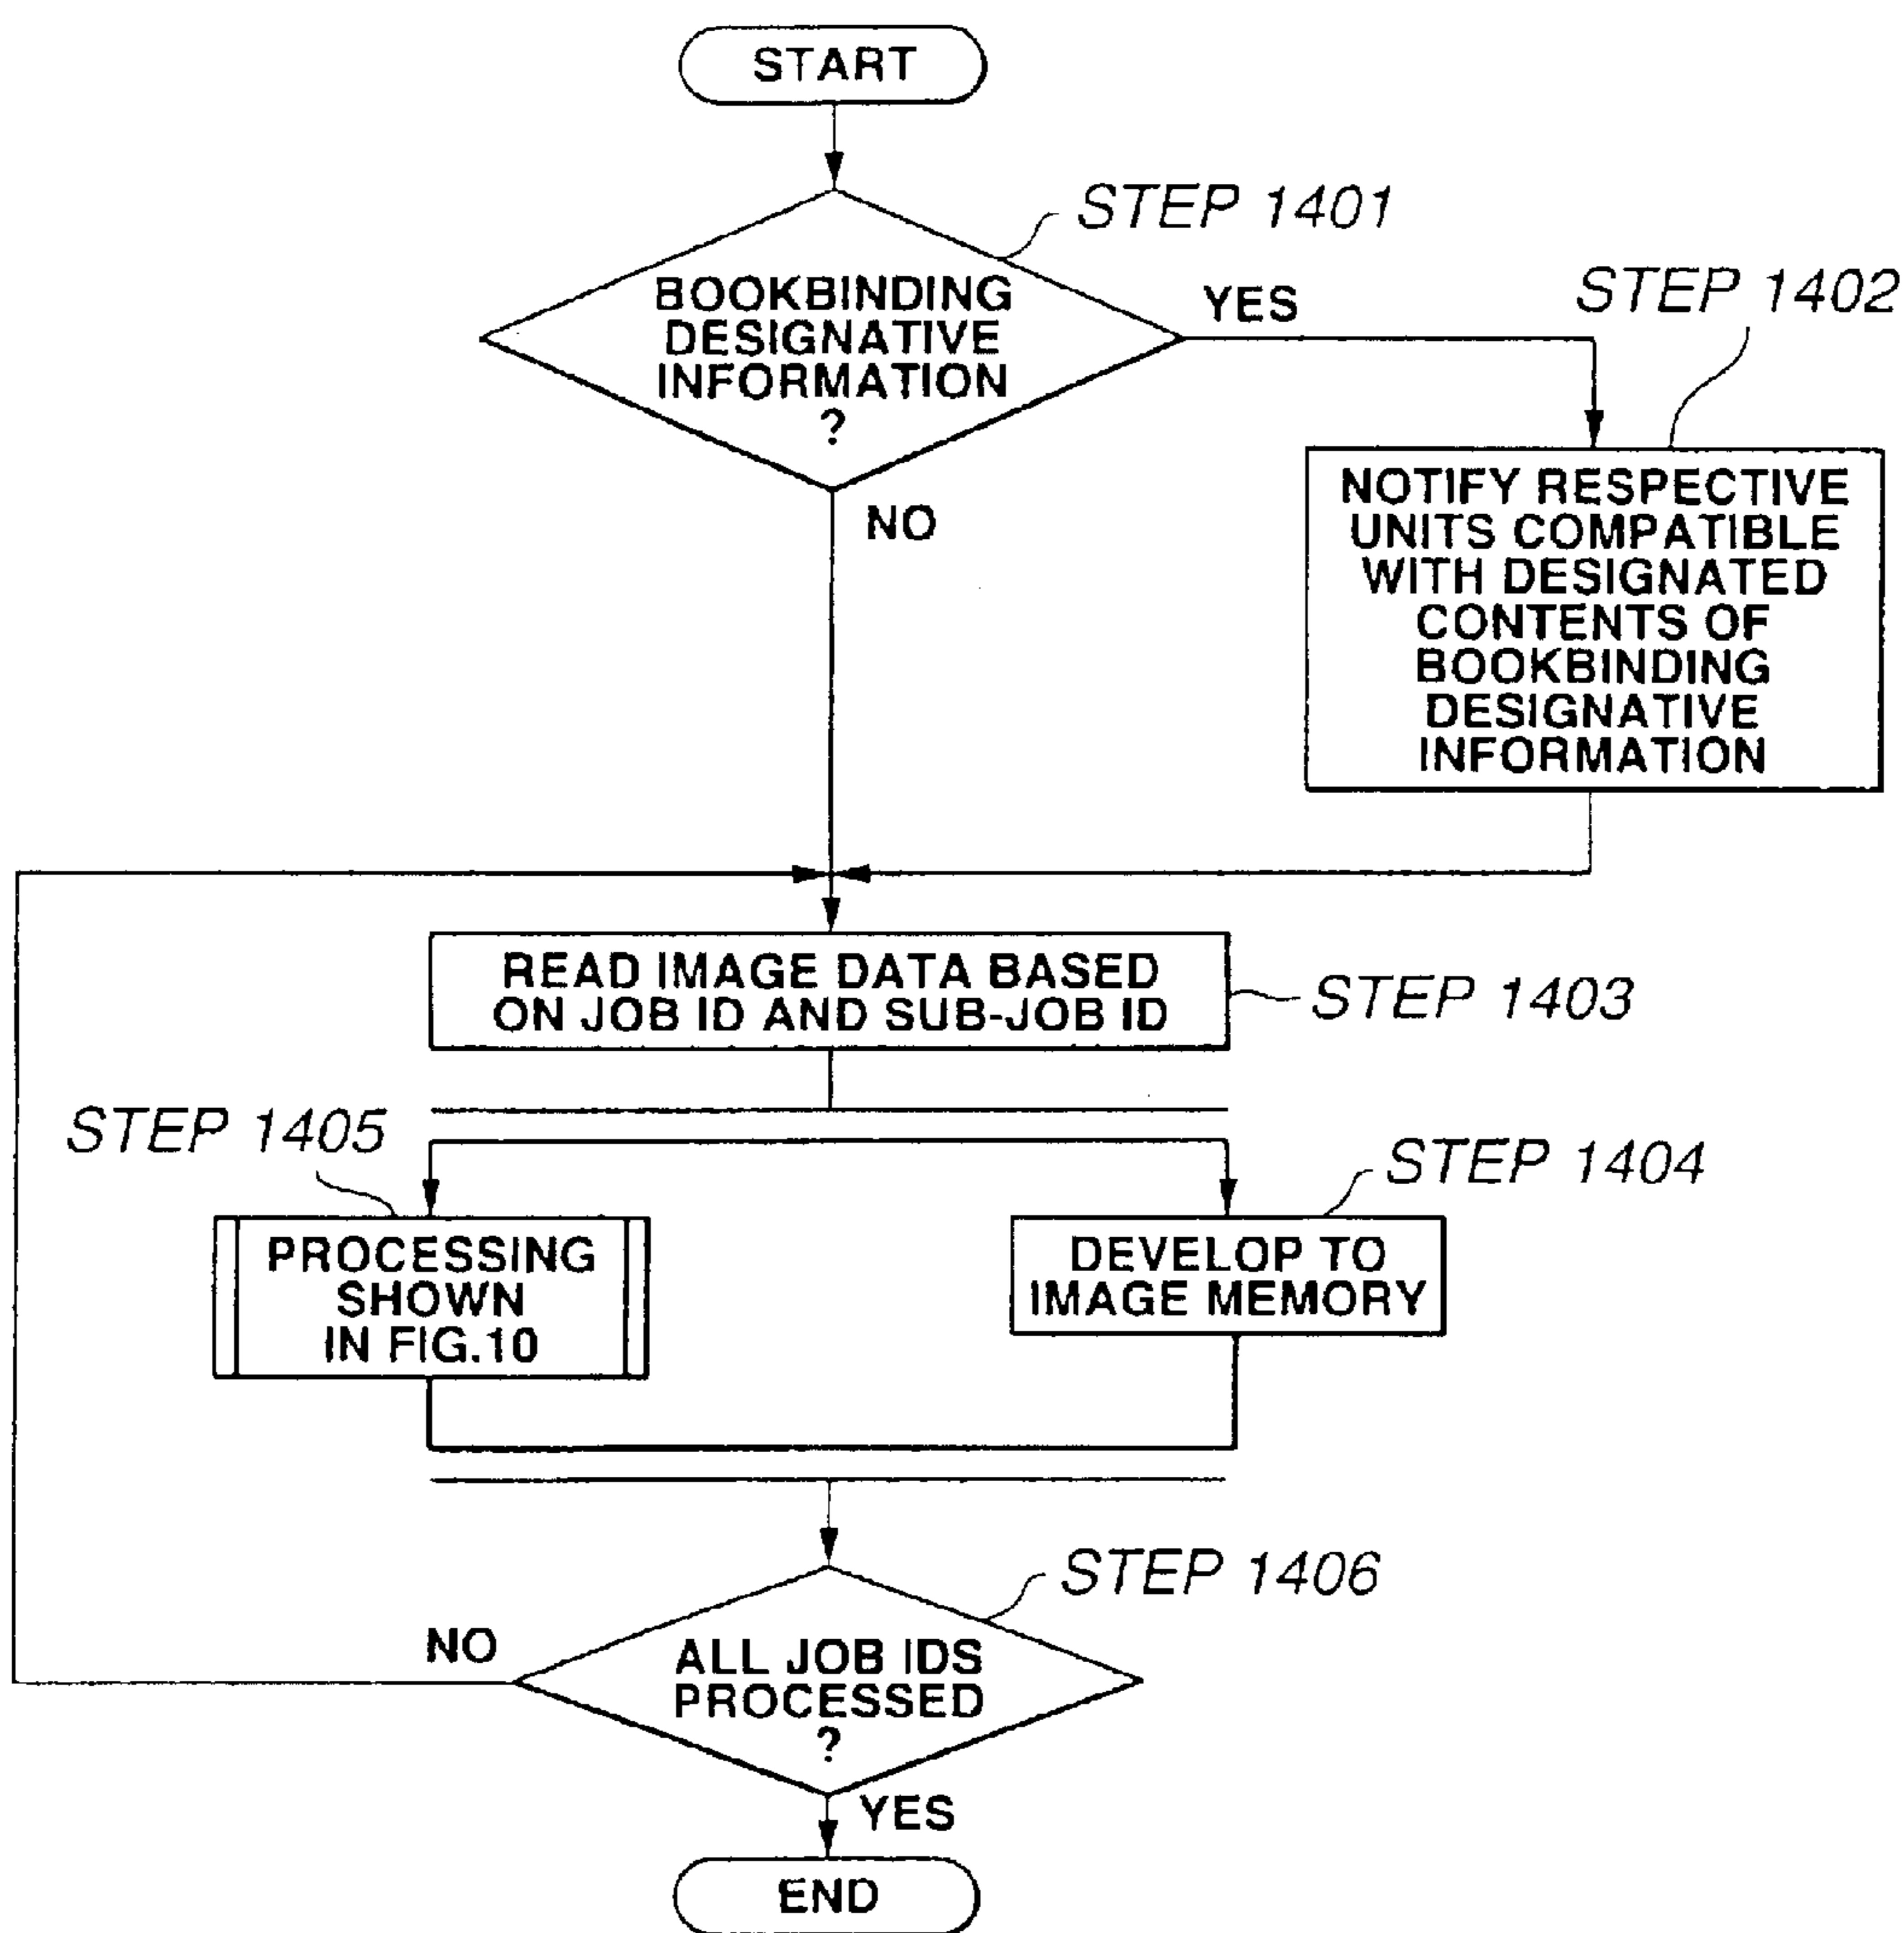 START
STEP 1401
BOOKBINDING
DESIGNATIVE
INFORMATION
?
YES
NO
STEP 1402
NOTIFY RESPECTIVE
UNITS COMPATIBLE
WITH DESIGNATED
CONTENTS OF
BOOKBINDING
DESIGNATIVE
INFORMATION
READ IMAGE DATA BASED
ON JOB ID AND SUB-JOB ID
STEP 1403
STEP 1405
PROCESSING
SHOWN
IN FIG.10
STEP 1404
DEVELOP TO
IMAGE MEMORY
STEP 1406
NO
ALL JOB IDS
PROCESSED
?
YES
END